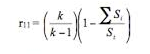 r₁₁ = (k / (k − 1)) (1 − ∑ Sᵢ / Sₜ)